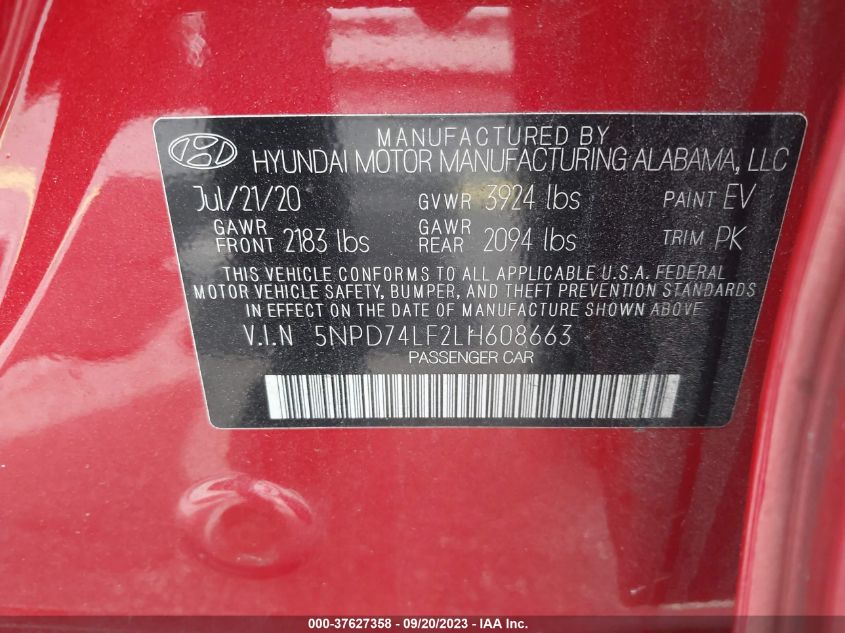 MANUFACTURED BY
HYUNDAI MOTOR MANUFACTURING ALABAMA, LLC
Jul/21/20 GVWR 3924 lbs PAINT EV
GAWR FRONT 2183 lbs GAWR REAR 2094 lbs TRIM PK
THIS VEHICLE CONFORMS TO ALL APPLICABLE U.S.A. FEDERAL
MOTOR VEHICLE SAFETY, BUMPER, AND THEFT PREVENTION STANDARDS
IN EFFECT ON THE DATE OF MANUFACTURE SHOWN ABOVE
V.I.N 5NPD74LF2LH608663
PASSENGER CAR
000-37627358 - 09/20/2023 - IAA Inc.